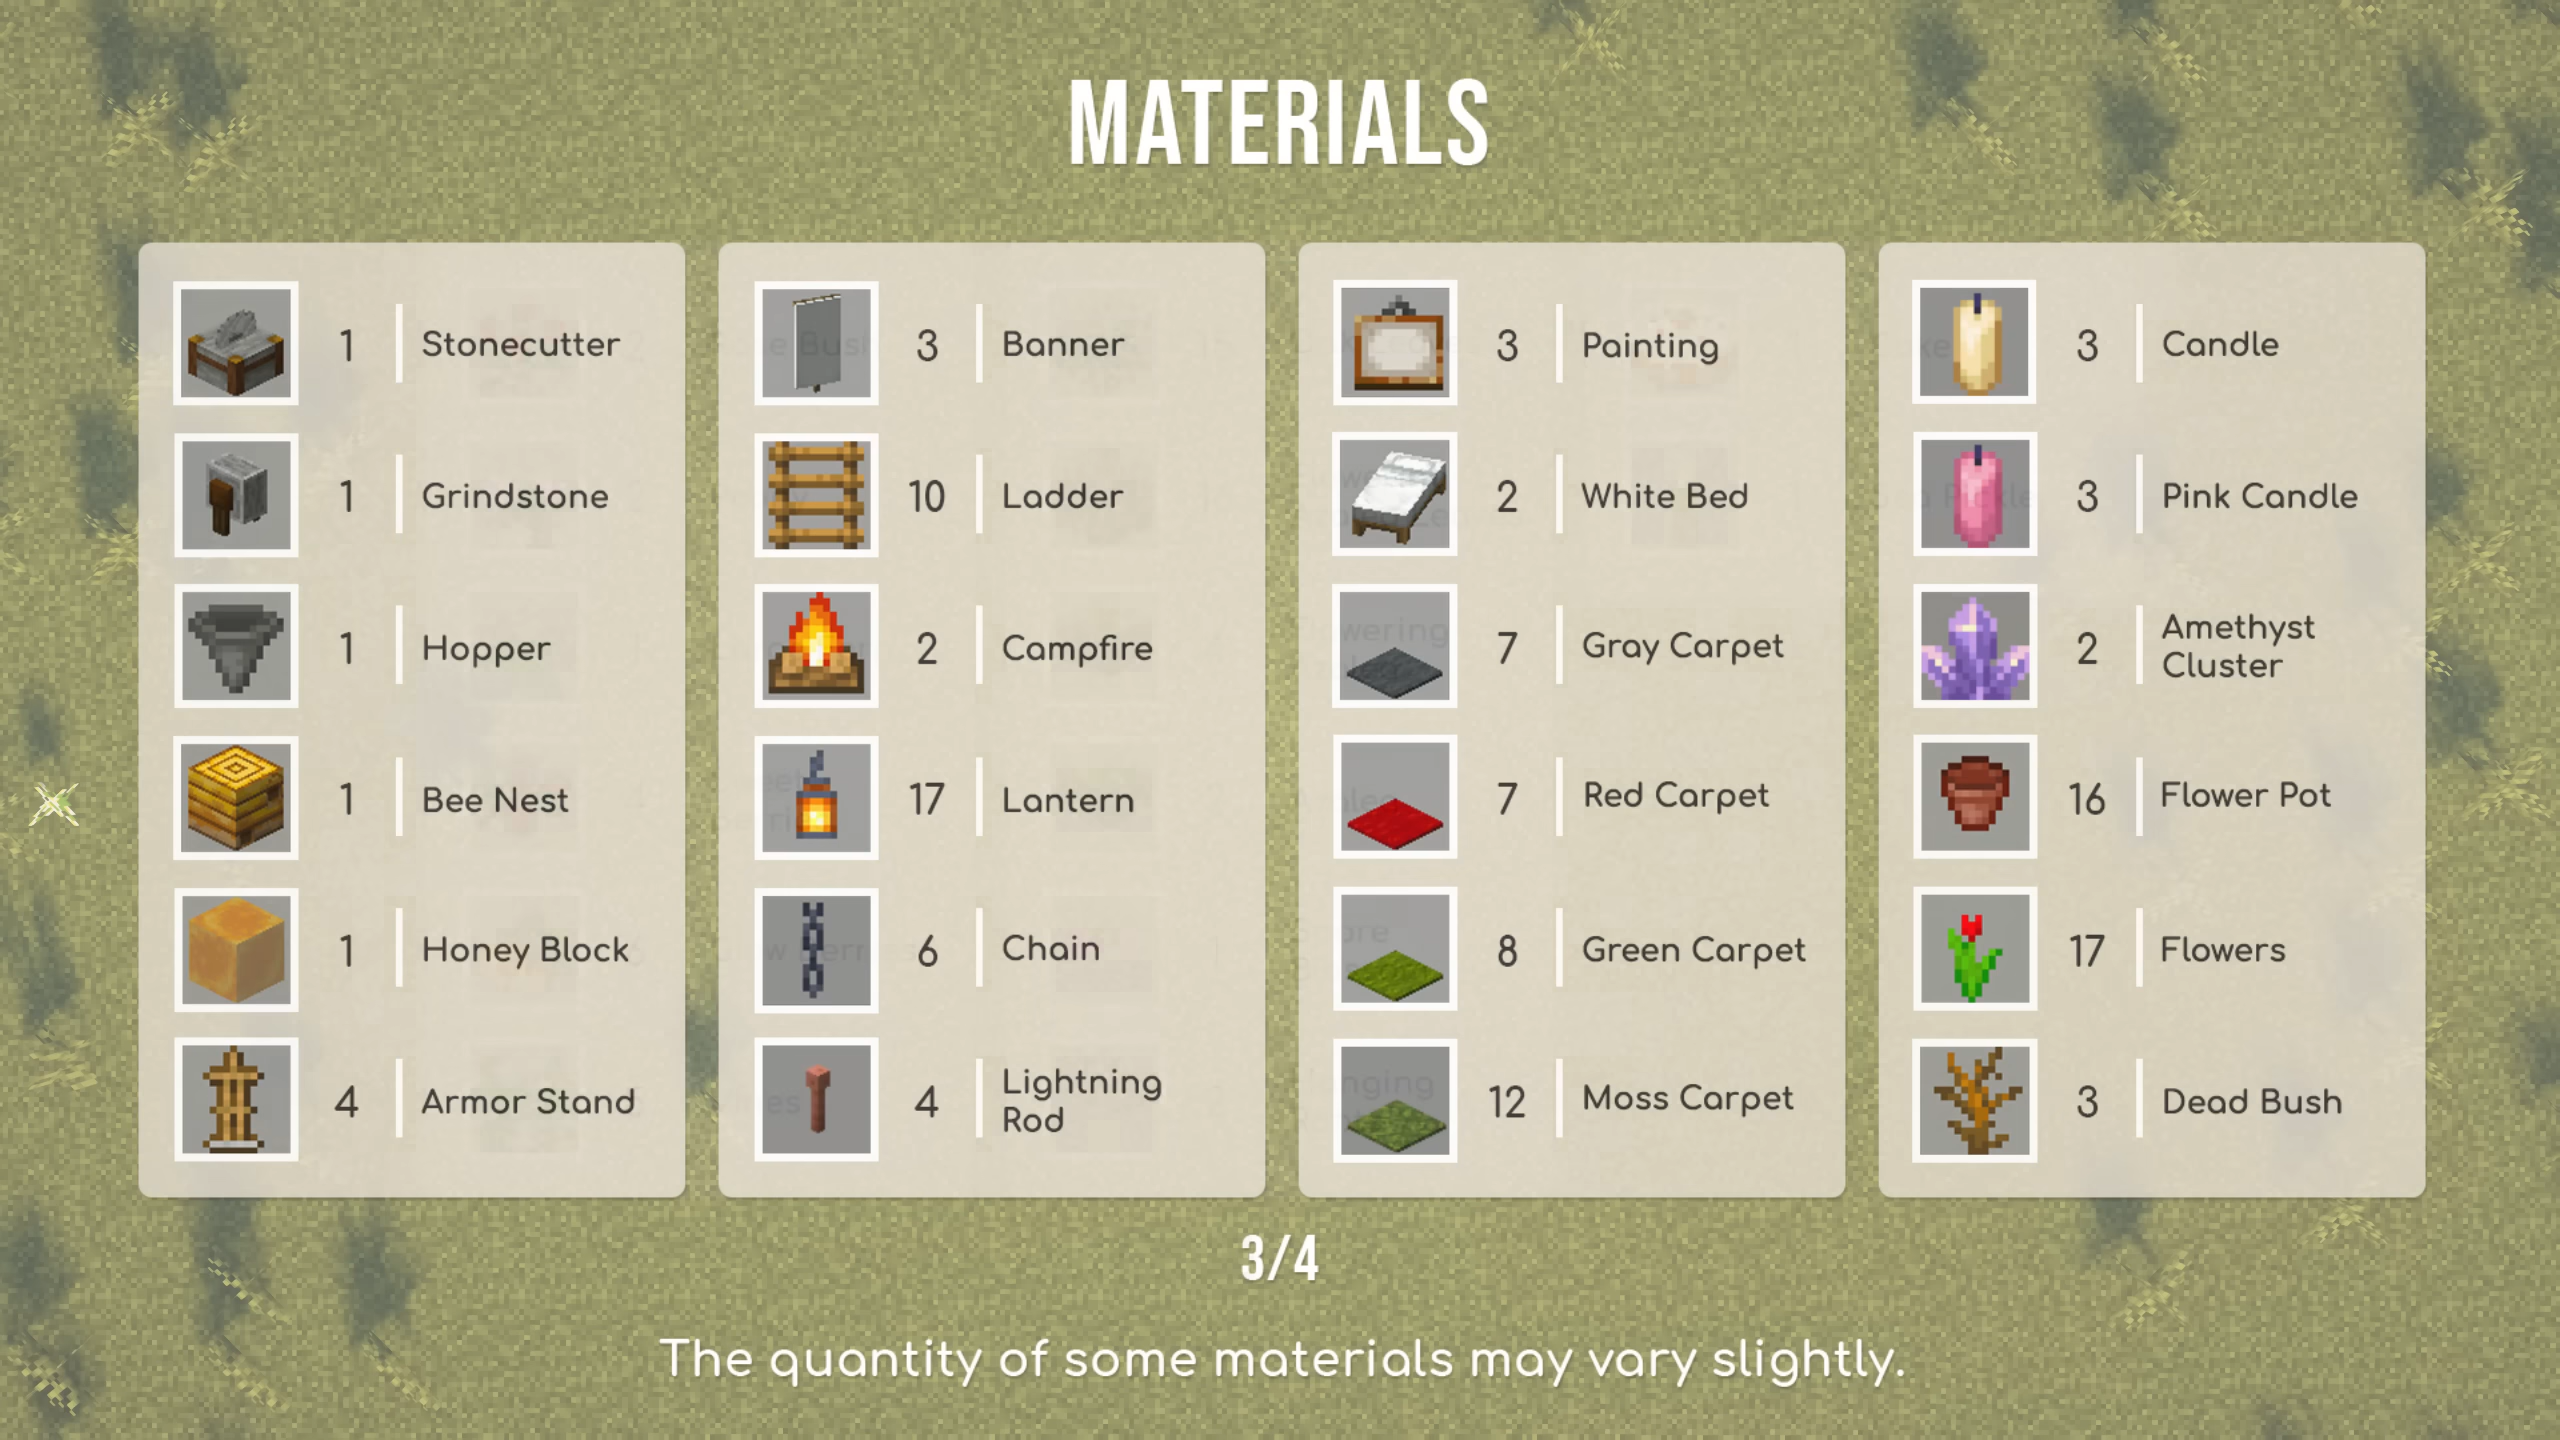 MATERIALS
1 Stonecutter
1 Grindstone
1 Hopper
1 Bee Nest
1 Honey Block
4 Armor Stand
3 Banner
10 Ladder
2 Campfire
17 Lantern
6 Chain
4 Lightning
Rod
3 Painting
2 White Bed
7 Gray Carpet
7 Red Carpet
8 Green Carpet
12 Moss Carpet
3 Candle
3 Pink Candle
2 Amethyst
Cluster
16 Flower Pot
17 Flowers
3 Dead Bush
3/4
The quantity of some materials may vary slightly.